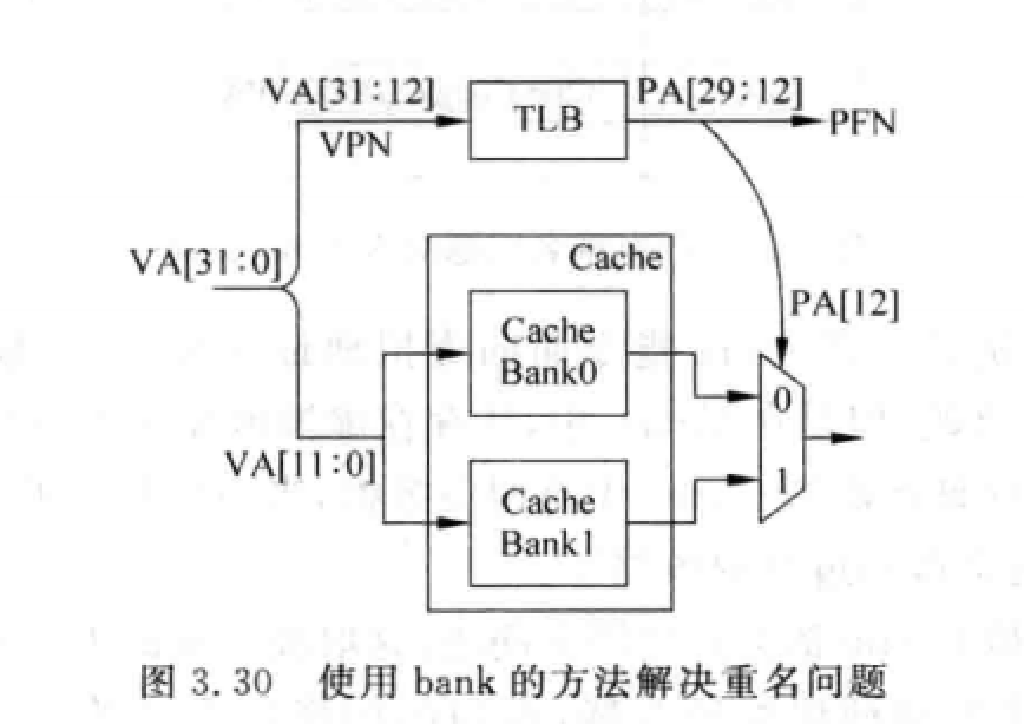 VA[31:12]
VPN
TLB
PA[29:12]
PFN
VA[31:0]
Cache
PA[12]
Cache
Bank0
0
VA[11:0]
1
Cache
Bank1
图 3.30 使用 bank 的方法解决重名问题